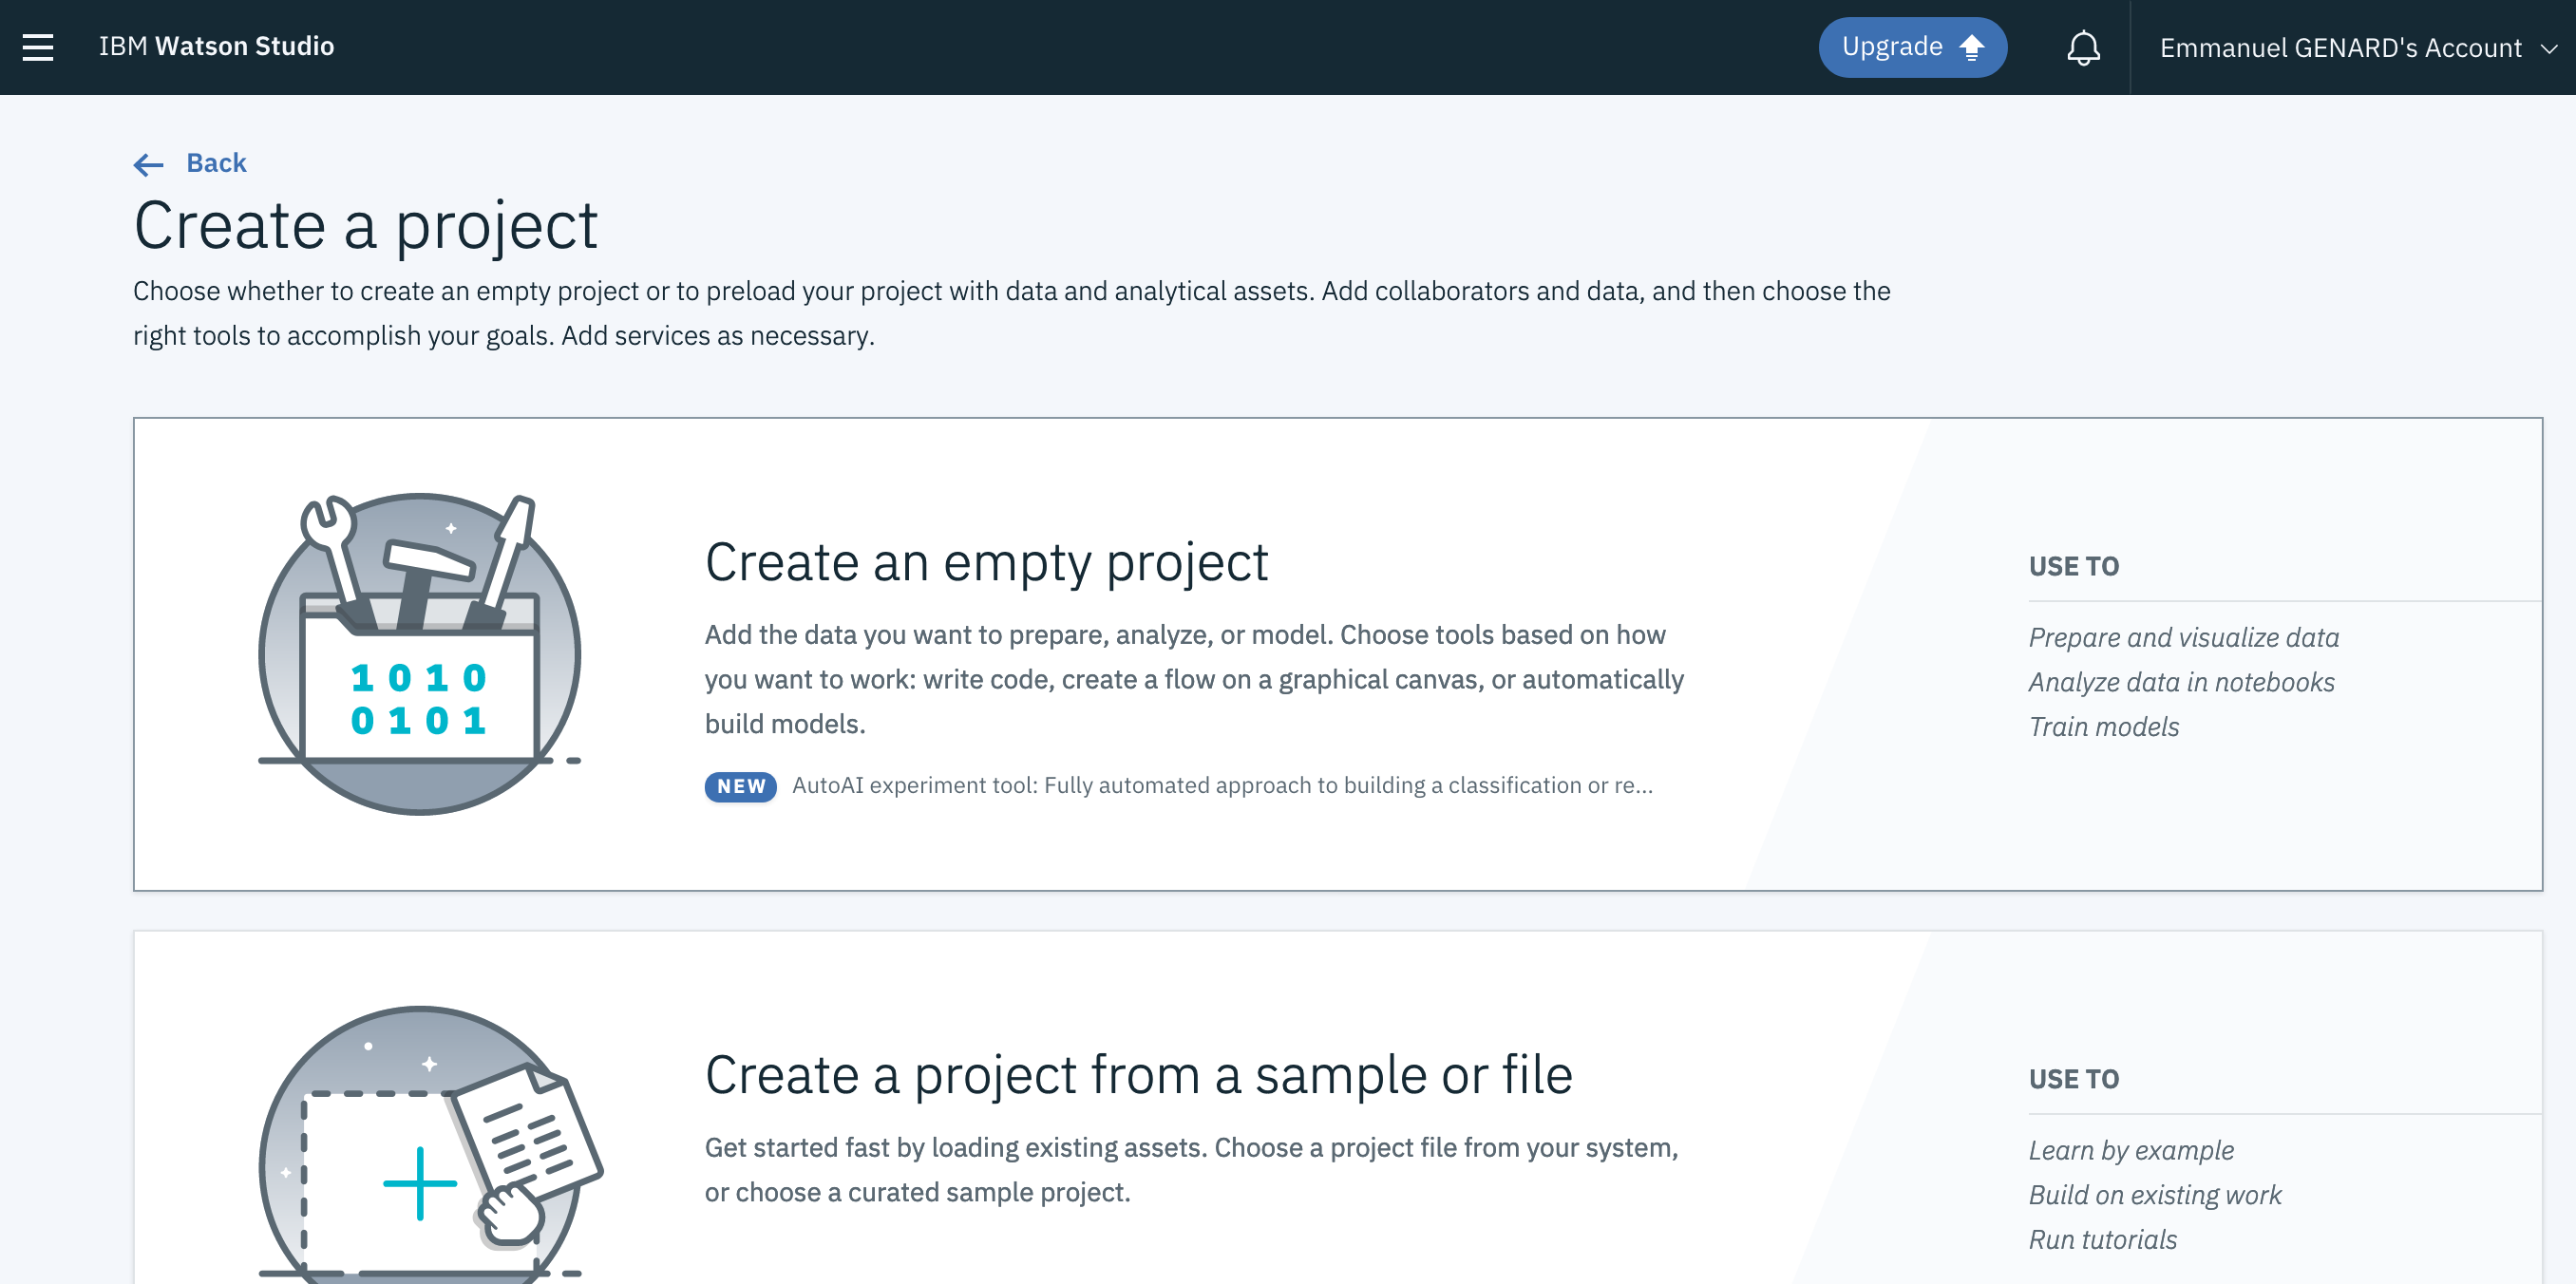 IBM Watson Studio
Upgrade
Emmanuel GENARD's Account
Back
Create a project
Choose whether to create an empty project or to preload your project with data and analytical assets. Add collaborators and data, and then choose the
right tools to accomplish your goals. Add services as necessary.
1 0 1 0
0 1 0 1
Create an empty project
Add the data you want to prepare, analyze, or model. Choose tools based on how
you want to work: write code, create a flow on a graphical canvas, or automatically
build models.
NEW AutoAI experiment tool: Fully automated approach to building a classification or re...
USE TO
Prepare and visualize data
Analyze data in notebooks
Train models
Create a project from a sample or file
Get started fast by loading existing assets. Choose a project file from your system,
or choose a curated sample project.
USE TO
Learn by example
Build on existing work
Run tutorials